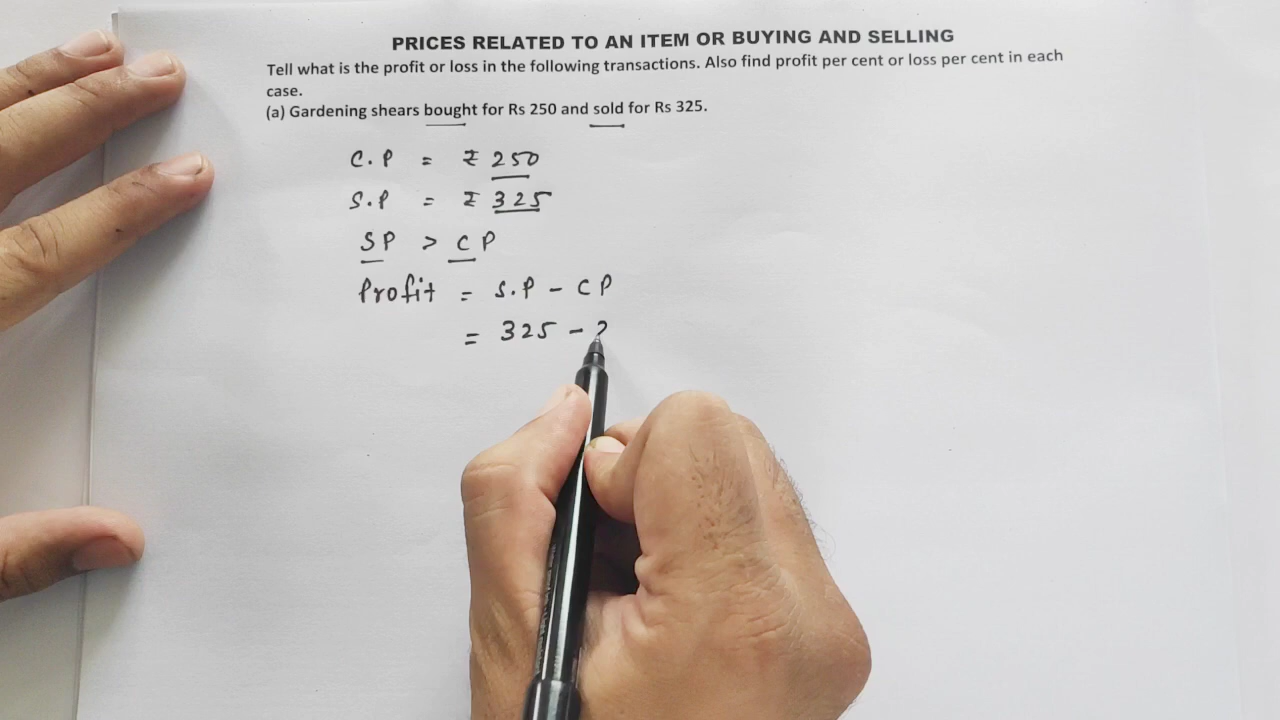 PRICES RELATED TO AN ITEM OR BUYING AND SELLING
Tell what is the profit or loss in the following transactions. Also find profit per cent or loss per cent in each
case.
(a) Gardening shears bought for Rs 250 and sold for Rs 325.
C.P = ₹ 250
S.P = ₹ 325
SP > CP
Profit = S.P - CP
= 325 - 2